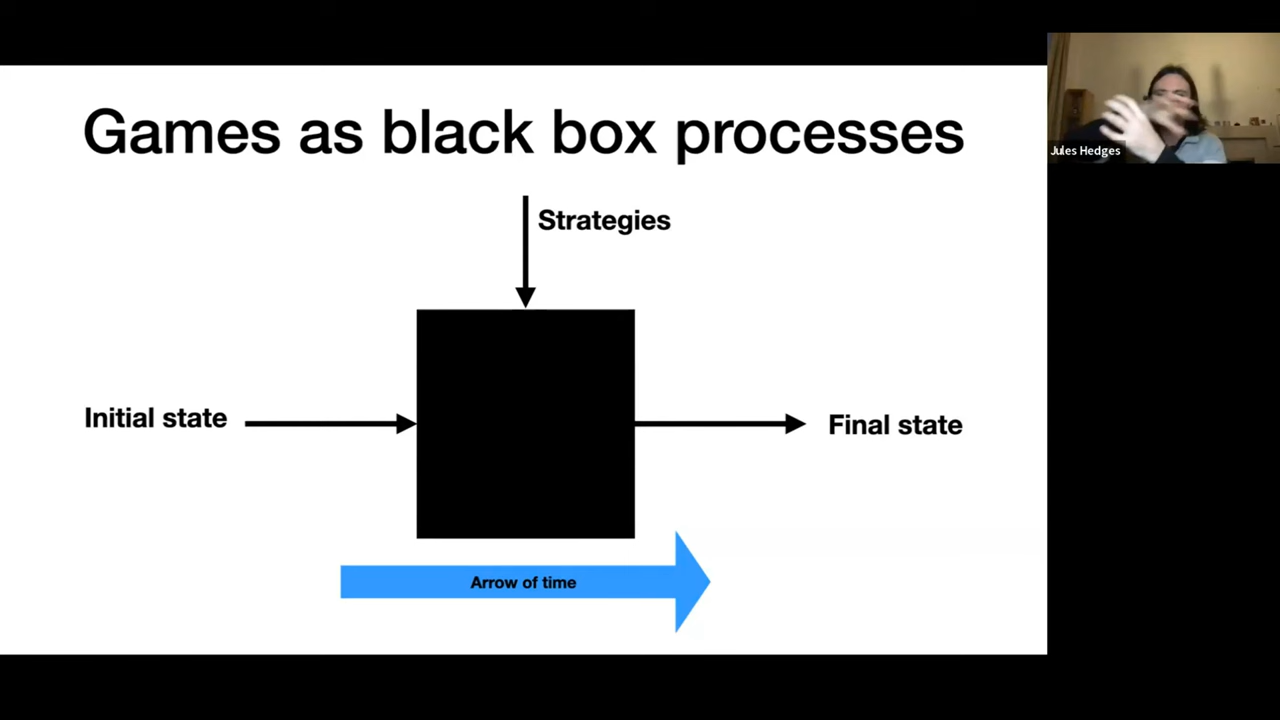 Games as black box processes
Jules Hedges
Strategies
Initial state
Final state
Arrow of time